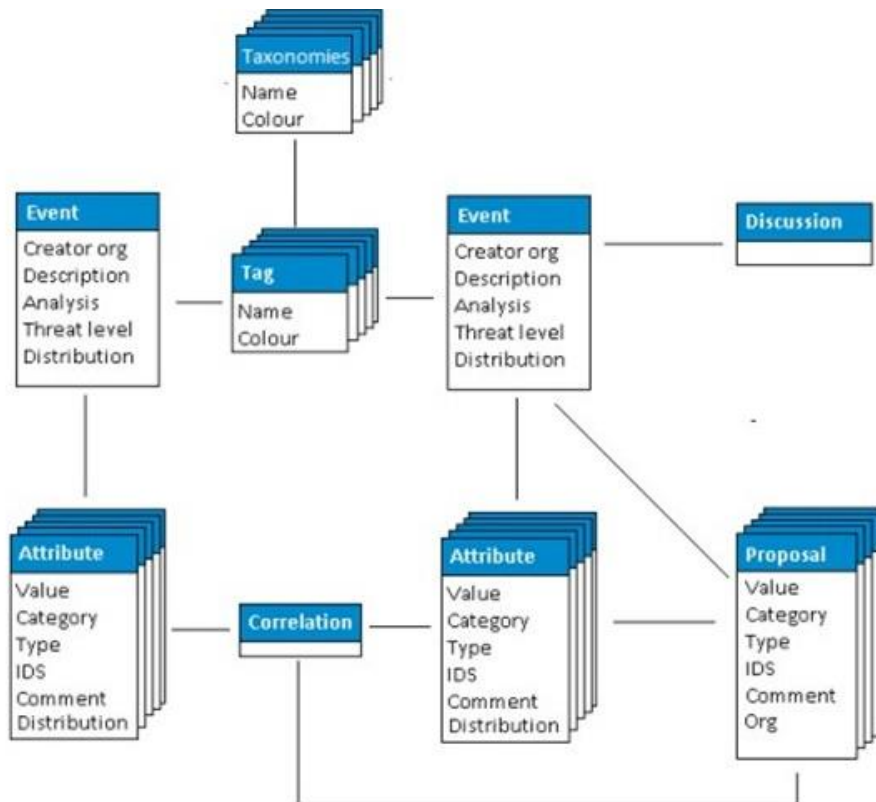 Taxonomies
Name
Colour
Event
Creator org
Description
Analysis
Threat level
Distribution
Tag
Name
Colour
Event
Creator org
Description
Analysis
Threat level
Distribution
Discussion
Attribute
Value
Category
Type
IDS
Comment
Distribution
Correlation
Attribute
Value
Category
Type
IDS
Comment
Distribution
Proposal
Value
Category
Type
IDS
Comment
Org